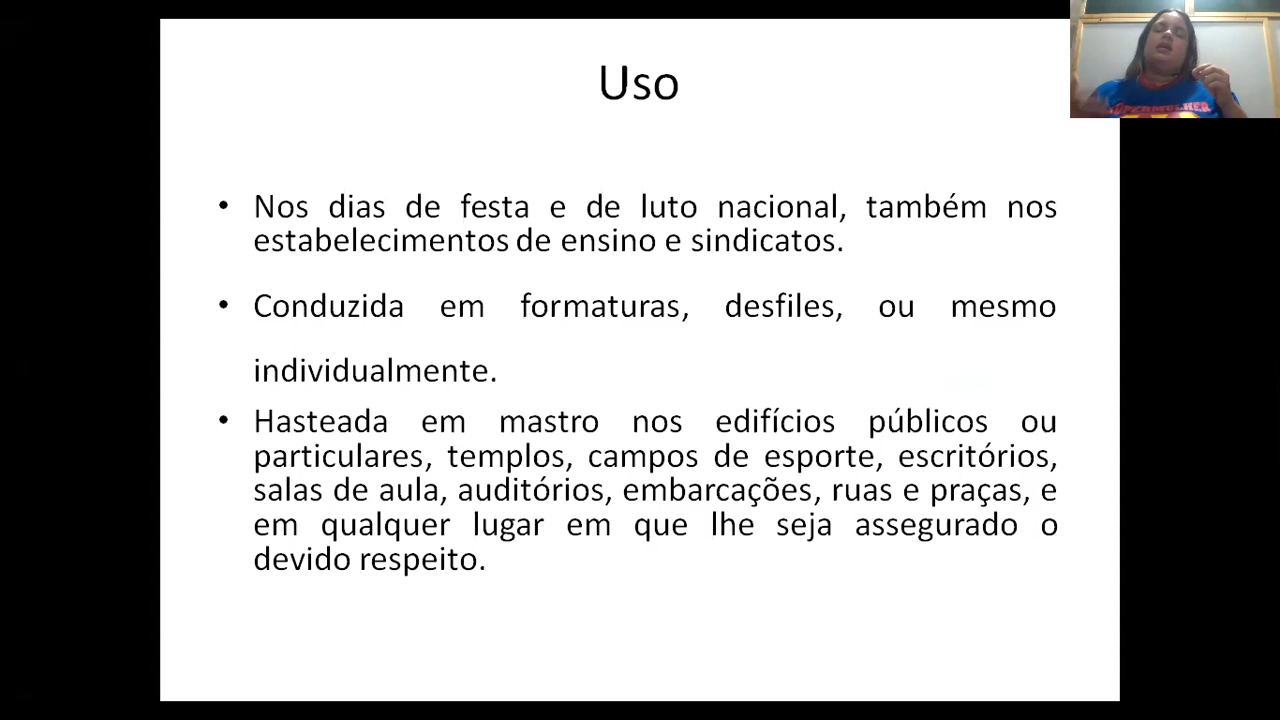 Uso
• Nos dias de festa e de luto nacional, também nos
estabelecimentos de ensino e sindicatos.
• Conduzida em formaturas, desfiles, ou mesmo
individualmente.
• Hasteada em mastro nos edifícios públicos ou
particulares, templos, campos de esporte, escritórios,
salas de aula, auditórios, embarcações, ruas e praças, e
em qualquer lugar em que lhe seja assegurado o
devido respeito.